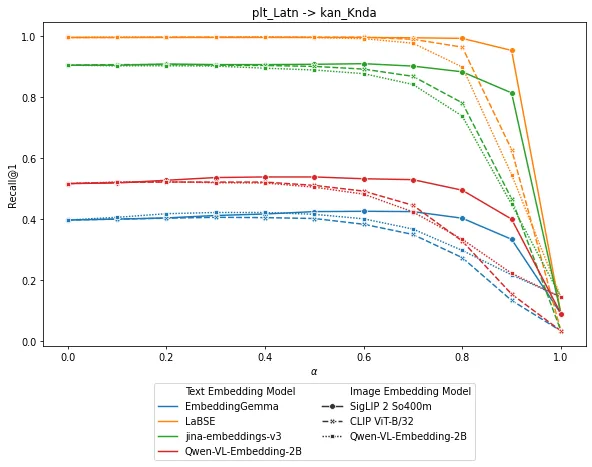 plt_Latn -> kan_Knda
1.0
0.8
0.6
0.4
0.2
0.0
Recall@1
0.0 0.2 0.4 0.6 0.8 1.0
α
Text Embedding Model Image Embedding Model
EmbeddingGemma SigLIP 2 So400m
LaBSE CLIP ViT-B/32
jina-embeddings-v3 Qwen-VL-Embedding-2B
Qwen-VL-Embedding-2B